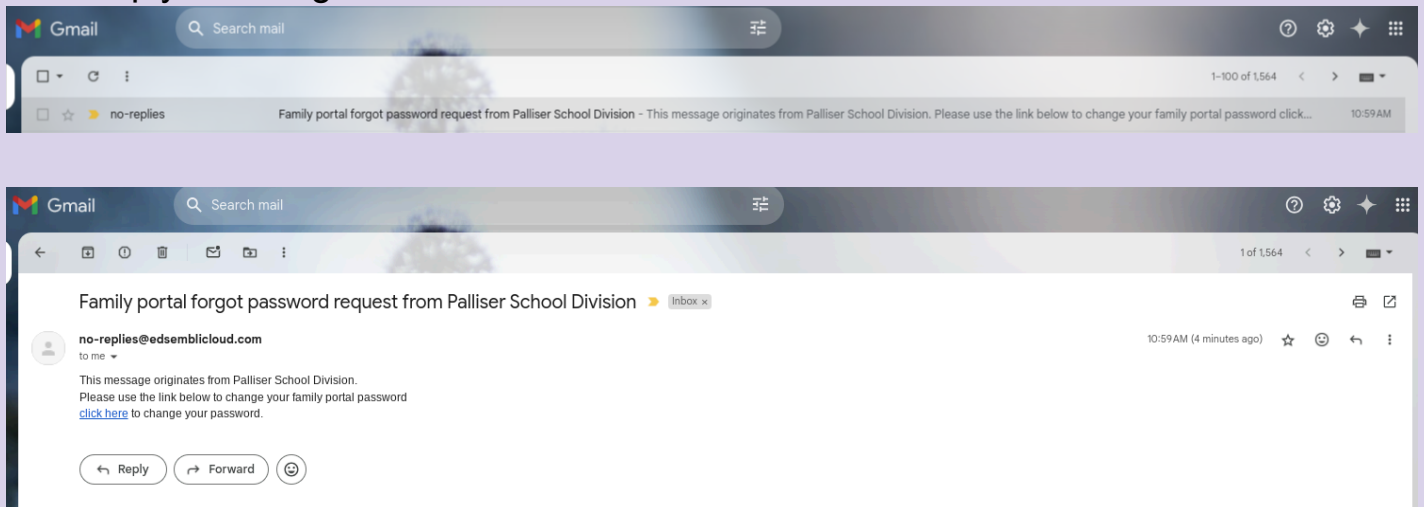 Gmail
Search mail
1–100 of 1,564
no-replies Family portal forgot password request from Palliser School Division - This message originates from Palliser School Division. Please use the link below to change your family portal password click... 10:59 AM
Gmail
Search mail
1 of 1,564
Family portal forgot password request from Palliser School Division Inbox ×
no-replies@edsemblicloud.com 10:59 AM (4 minutes ago)
to me
This message originates from Palliser School Division.
Please use the link below to change your family portal password
click here to change your password.
Reply Forward